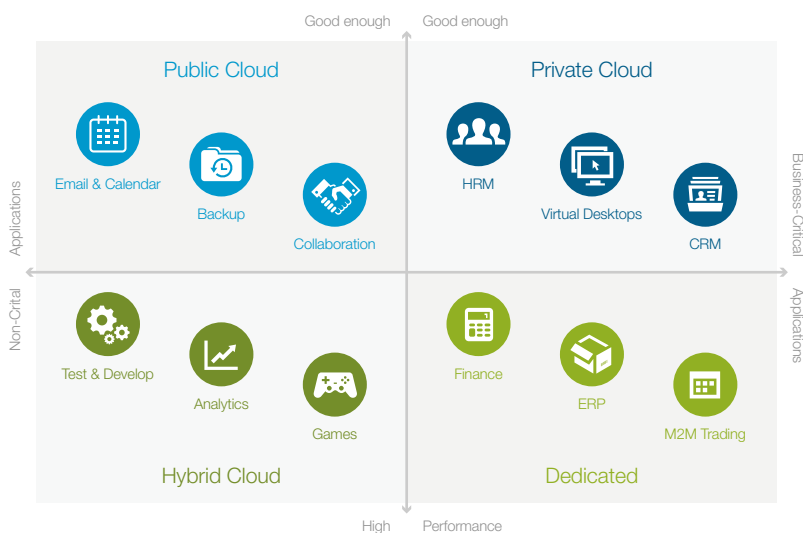 Good enough
Good enough
Public Cloud
Private Cloud
Email & Calendar
Backup
Collaboration
HRM
Virtual Desktops
CRM
Applications
Business-Critical
Non-Crital
Applications
Test & Develop
Analytics
Games
Finance
ERP
M2M Trading
Hybrid Cloud
Dedicated
High
Performance